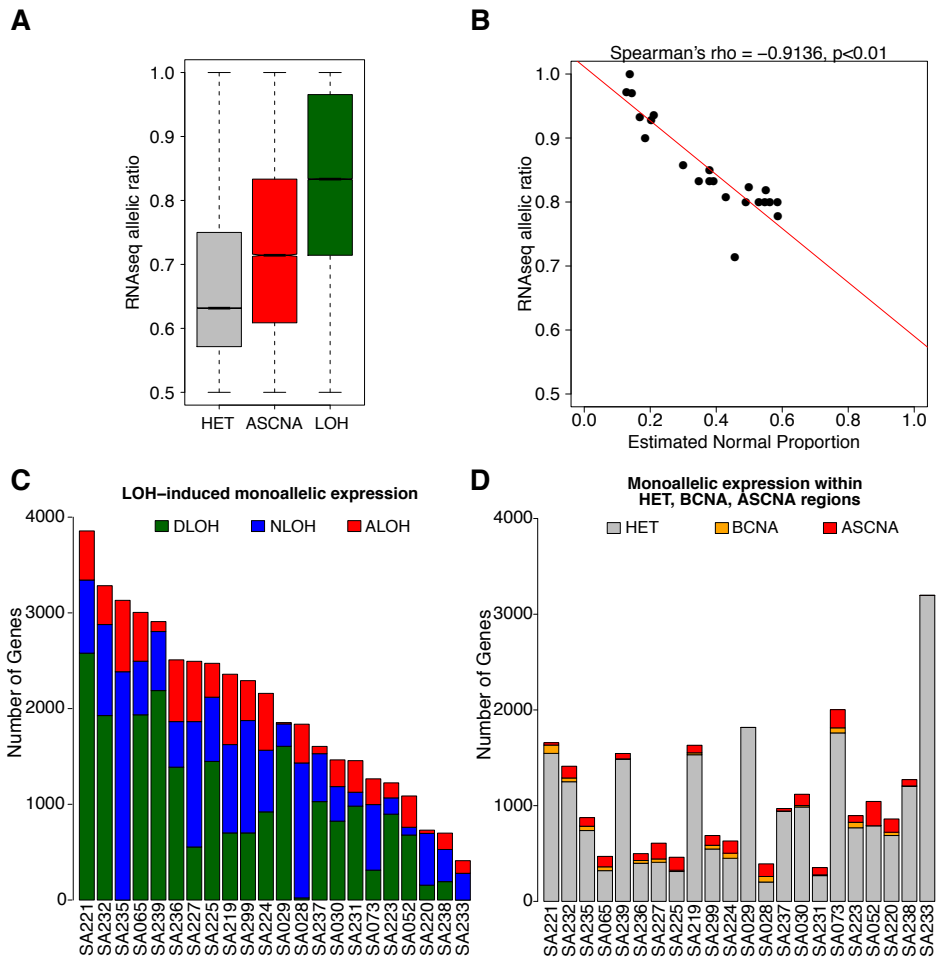 A
RNAseq allelic ratio
1.0
0.9
0.8
0.7
0.6
0.5
HET ASCNA LOH
B
Spearman's rho = −0.9136, p<0.01
RNAseq allelic ratio
1.0
0.9
0.8
0.7
0.6
0.5
0.0 0.2 0.4 0.6 0.8 1.0
Estimated Normal Proportion
C
LOH−induced monoallelic expression
DLOH NLOH ALOH
Number of Genes
4000
3000
2000
1000
0
SA221 SA232 SA235 SA065 SA239 SA236 SA227 SA225 SA219 SA299 SA224 SA029 SA028 SA237 SA030 SA231 SA073 SA223 SA052 SA220 SA238 SA233
D
Monoallelic expression within
HET, BCNA, ASCNA regions
HET BCNA ASCNA
Number of Genes
4000
3000
2000
1000
0
SA221 SA232 SA235 SA065 SA239 SA236 SA227 SA225 SA219 SA299 SA224 SA029 SA028 SA237 SA030 SA231 SA073 SA223 SA052 SA220 SA238 SA233